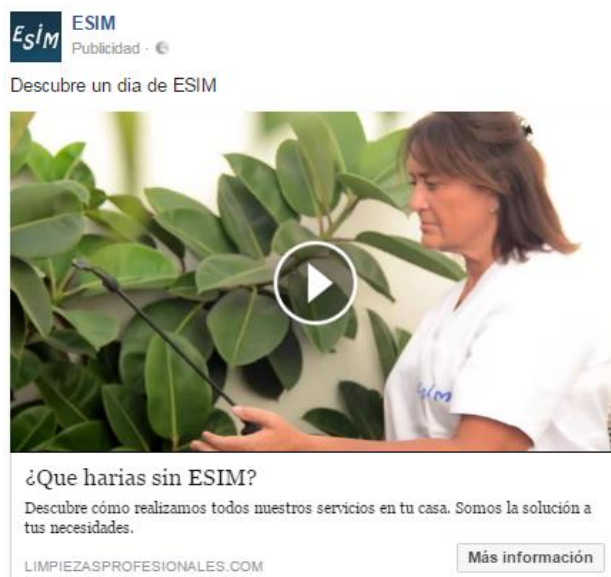 ESIM
ESIM
Publicidad ·
Descubre un dia de ESIM
ESIM
¿Que harias sin ESIM?
Descubre cómo realizamos todos nuestros servicios en tu casa. Somos la solución a
tus necesidades.
LIMPIEZASPROFESIONALES.COM
Más información